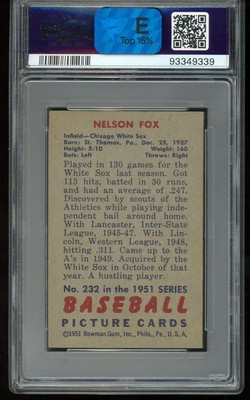 E
Top 15%
93349339
NELSON FOX
Infield—Chicago White Sox
Born: St. Thomas, Pa., Dec. 25, 1927
Height: 5-10 Weight: 160
Bats: Left Throws: Right
Played in 130 games for the
White Sox last season. Got
113 hits, batted in 30 runs,
and had an average of .247.
Discovered by scouts of the
Athletics while playing inde-
pendent ball around home.
With Lancaster, Inter-State
League, 1945-47. With Lin-
coln, Western League, 1948,
hitting .311. Came up to the
A's in 1949. Acquired by the
White Sox in October of that
year. A hustling player.
No. 232 in the 1951 SERIES
BASEBALL
PICTURE CARDS
©1951 Bowman Gum, Inc., Phila., Pa., U. S. A.